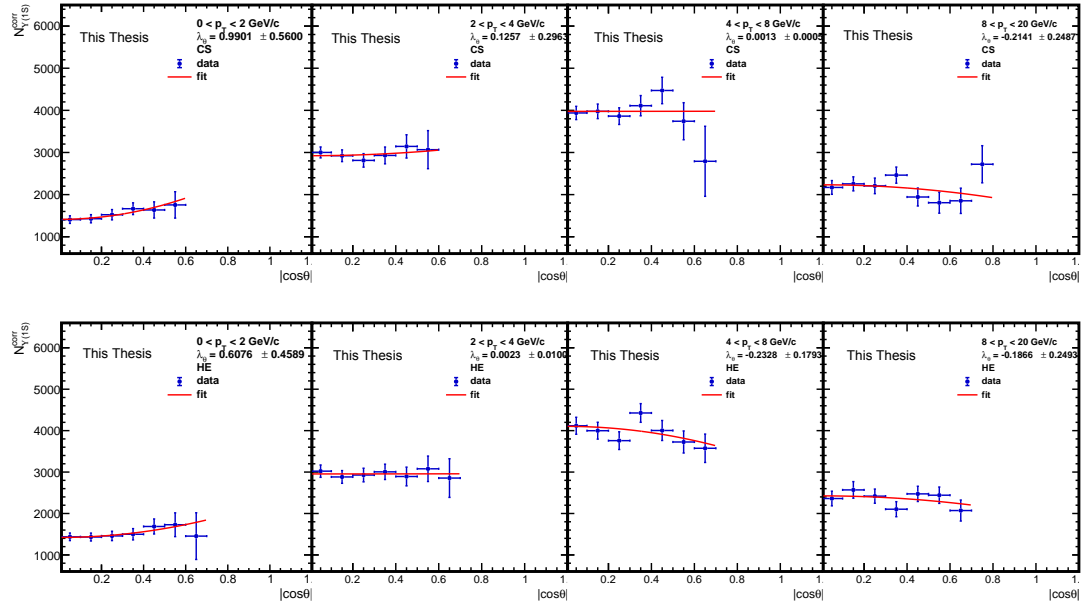 N^corr_Υ(1S)
6000
5000
4000
3000
2000
1000
This Thesis
0 < p_T < 2 GeV/c
λ_θ = 0.9901 ± 0.5600
CS
data
fit
0.2 0.4 0.6 0.8 1 1.
|cosθ|
This Thesis
2 < p_T < 4 GeV/c
λ_θ = 0.1257 ± 0.2963
CS
data
fit
0.2 0.4 0.6 0.8 1 1.
|cosθ|
This Thesis
4 < p_T < 8 GeV/c
λ_θ = 0.0013 ± 0.0005
CS
data
fit
0.2 0.4 0.6 0.8 1 1.
|cosθ|
This Thesis
8 < p_T < 20 GeV/c
λ_θ = -0.2141 ± 0.2487
CS
data
fit
0.2 0.4 0.6 0.8 1 1.
|cosθ|
N^corr_Υ(1S)
6000
5000
4000
3000
2000
1000
This Thesis
0 < p_T < 2 GeV/c
λ_θ = 0.6076 ± 0.4589
HE
data
fit
0.2 0.4 0.6 0.8 1 1.
|cosθ|
This Thesis
2 < p_T < 4 GeV/c
λ_θ = 0.0023 ± 0.0100
HE
data
fit
0.2 0.4 0.6 0.8 1 1.
|cosθ|
This Thesis
4 < p_T < 8 GeV/c
λ_θ = -0.2328 ± 0.1793
HE
data
fit
0.2 0.4 0.6 0.8 1 1.
|cosθ|
This Thesis
8 < p_T < 20 GeV/c
λ_θ = -0.1866 ± 0.2493
HE
data
fit
0.2 0.4 0.6 0.8 1 1.
|cosθ|